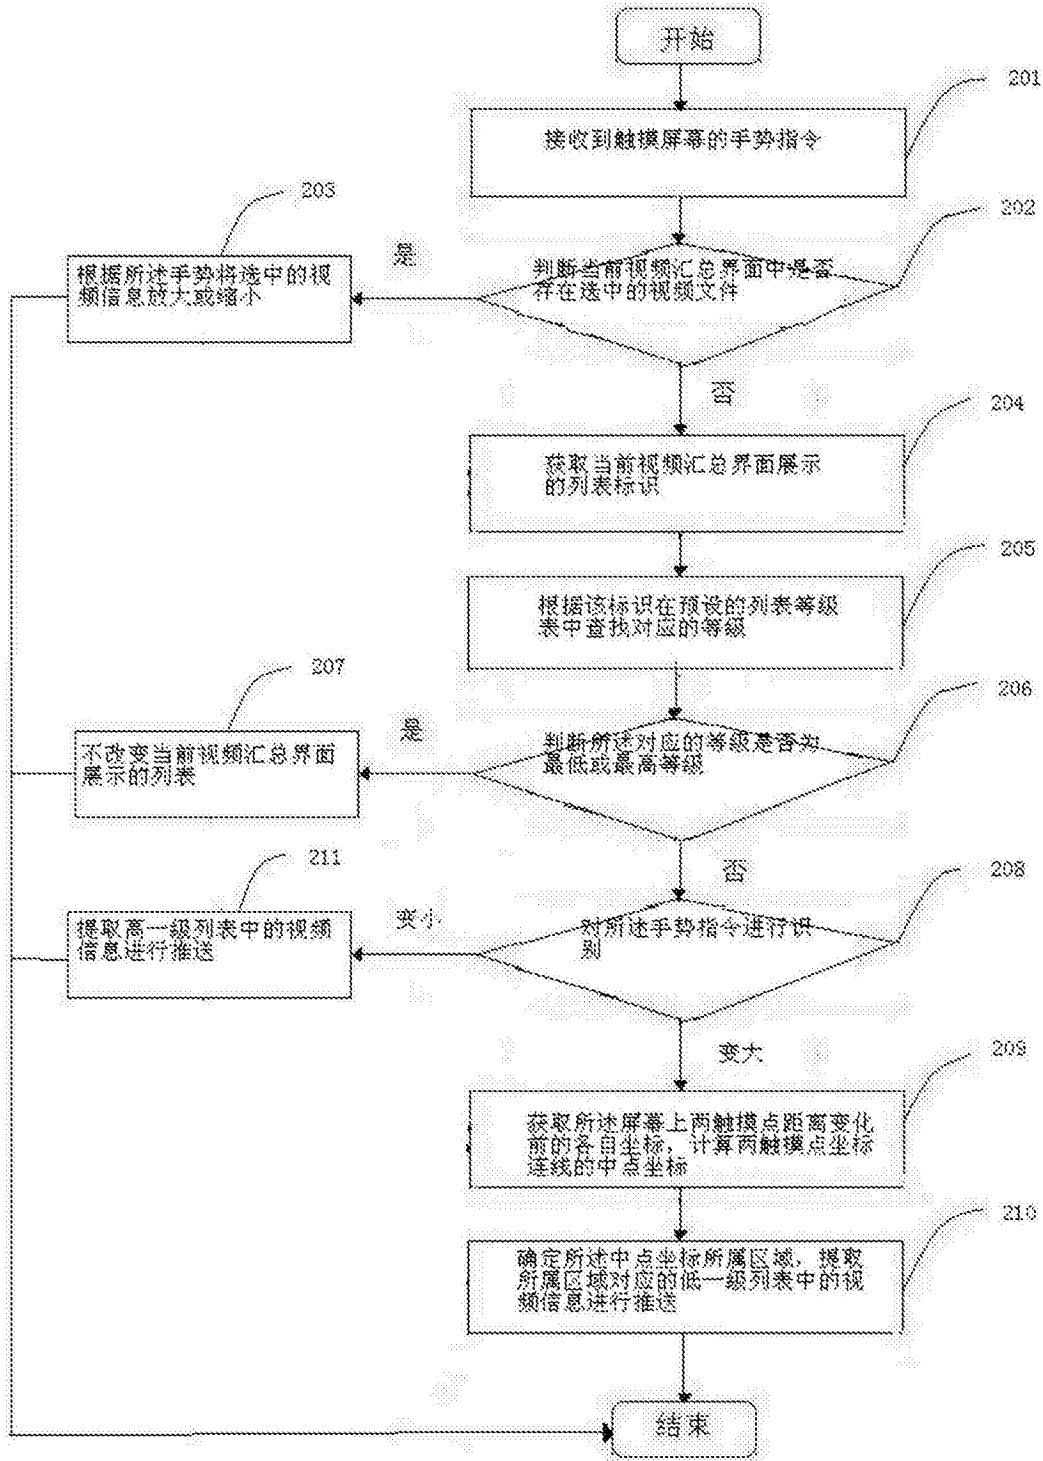 开始
201
接收到触摸屏幕的手势指令
202
203
是
判断当前视频汇总界面中是否
存在选中的视频文件
根据所述手势将选中的视
频信息放大或缩小
否
204
获取当前视频汇总界面展示
的列表标识
205
根据该标识在预设的列表等级
表中查找对应的等级
206
207
是
判断所述对应的等级是否为
最低或最高等级
不改变当前视频汇总界面
展示的列表
否
208
211
变小
对所述手势指令进行识
别
提取高一级列表中的视频
信息进行推送
变大
209
获取所述屏幕上两触摸点距离变化
前的各自坐标，计算两触摸点坐标
连线的中点坐标
210
确定所述中点坐标所属区域，提取
所属区域对应的低一级列表中的视
频信息进行推送
结束